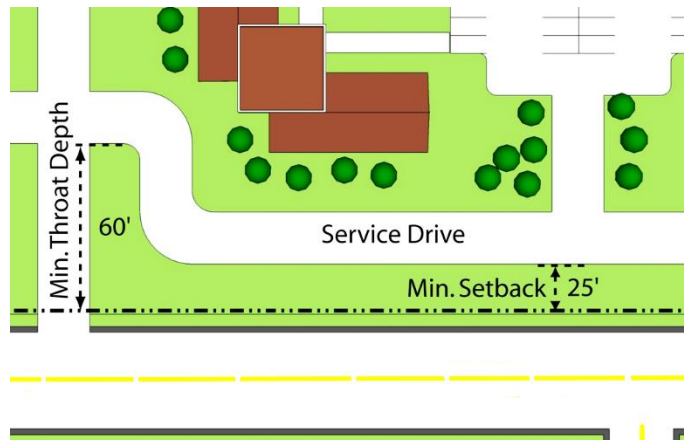 Min. Throat Depth
60'
Service Drive
Min. Setback
25'